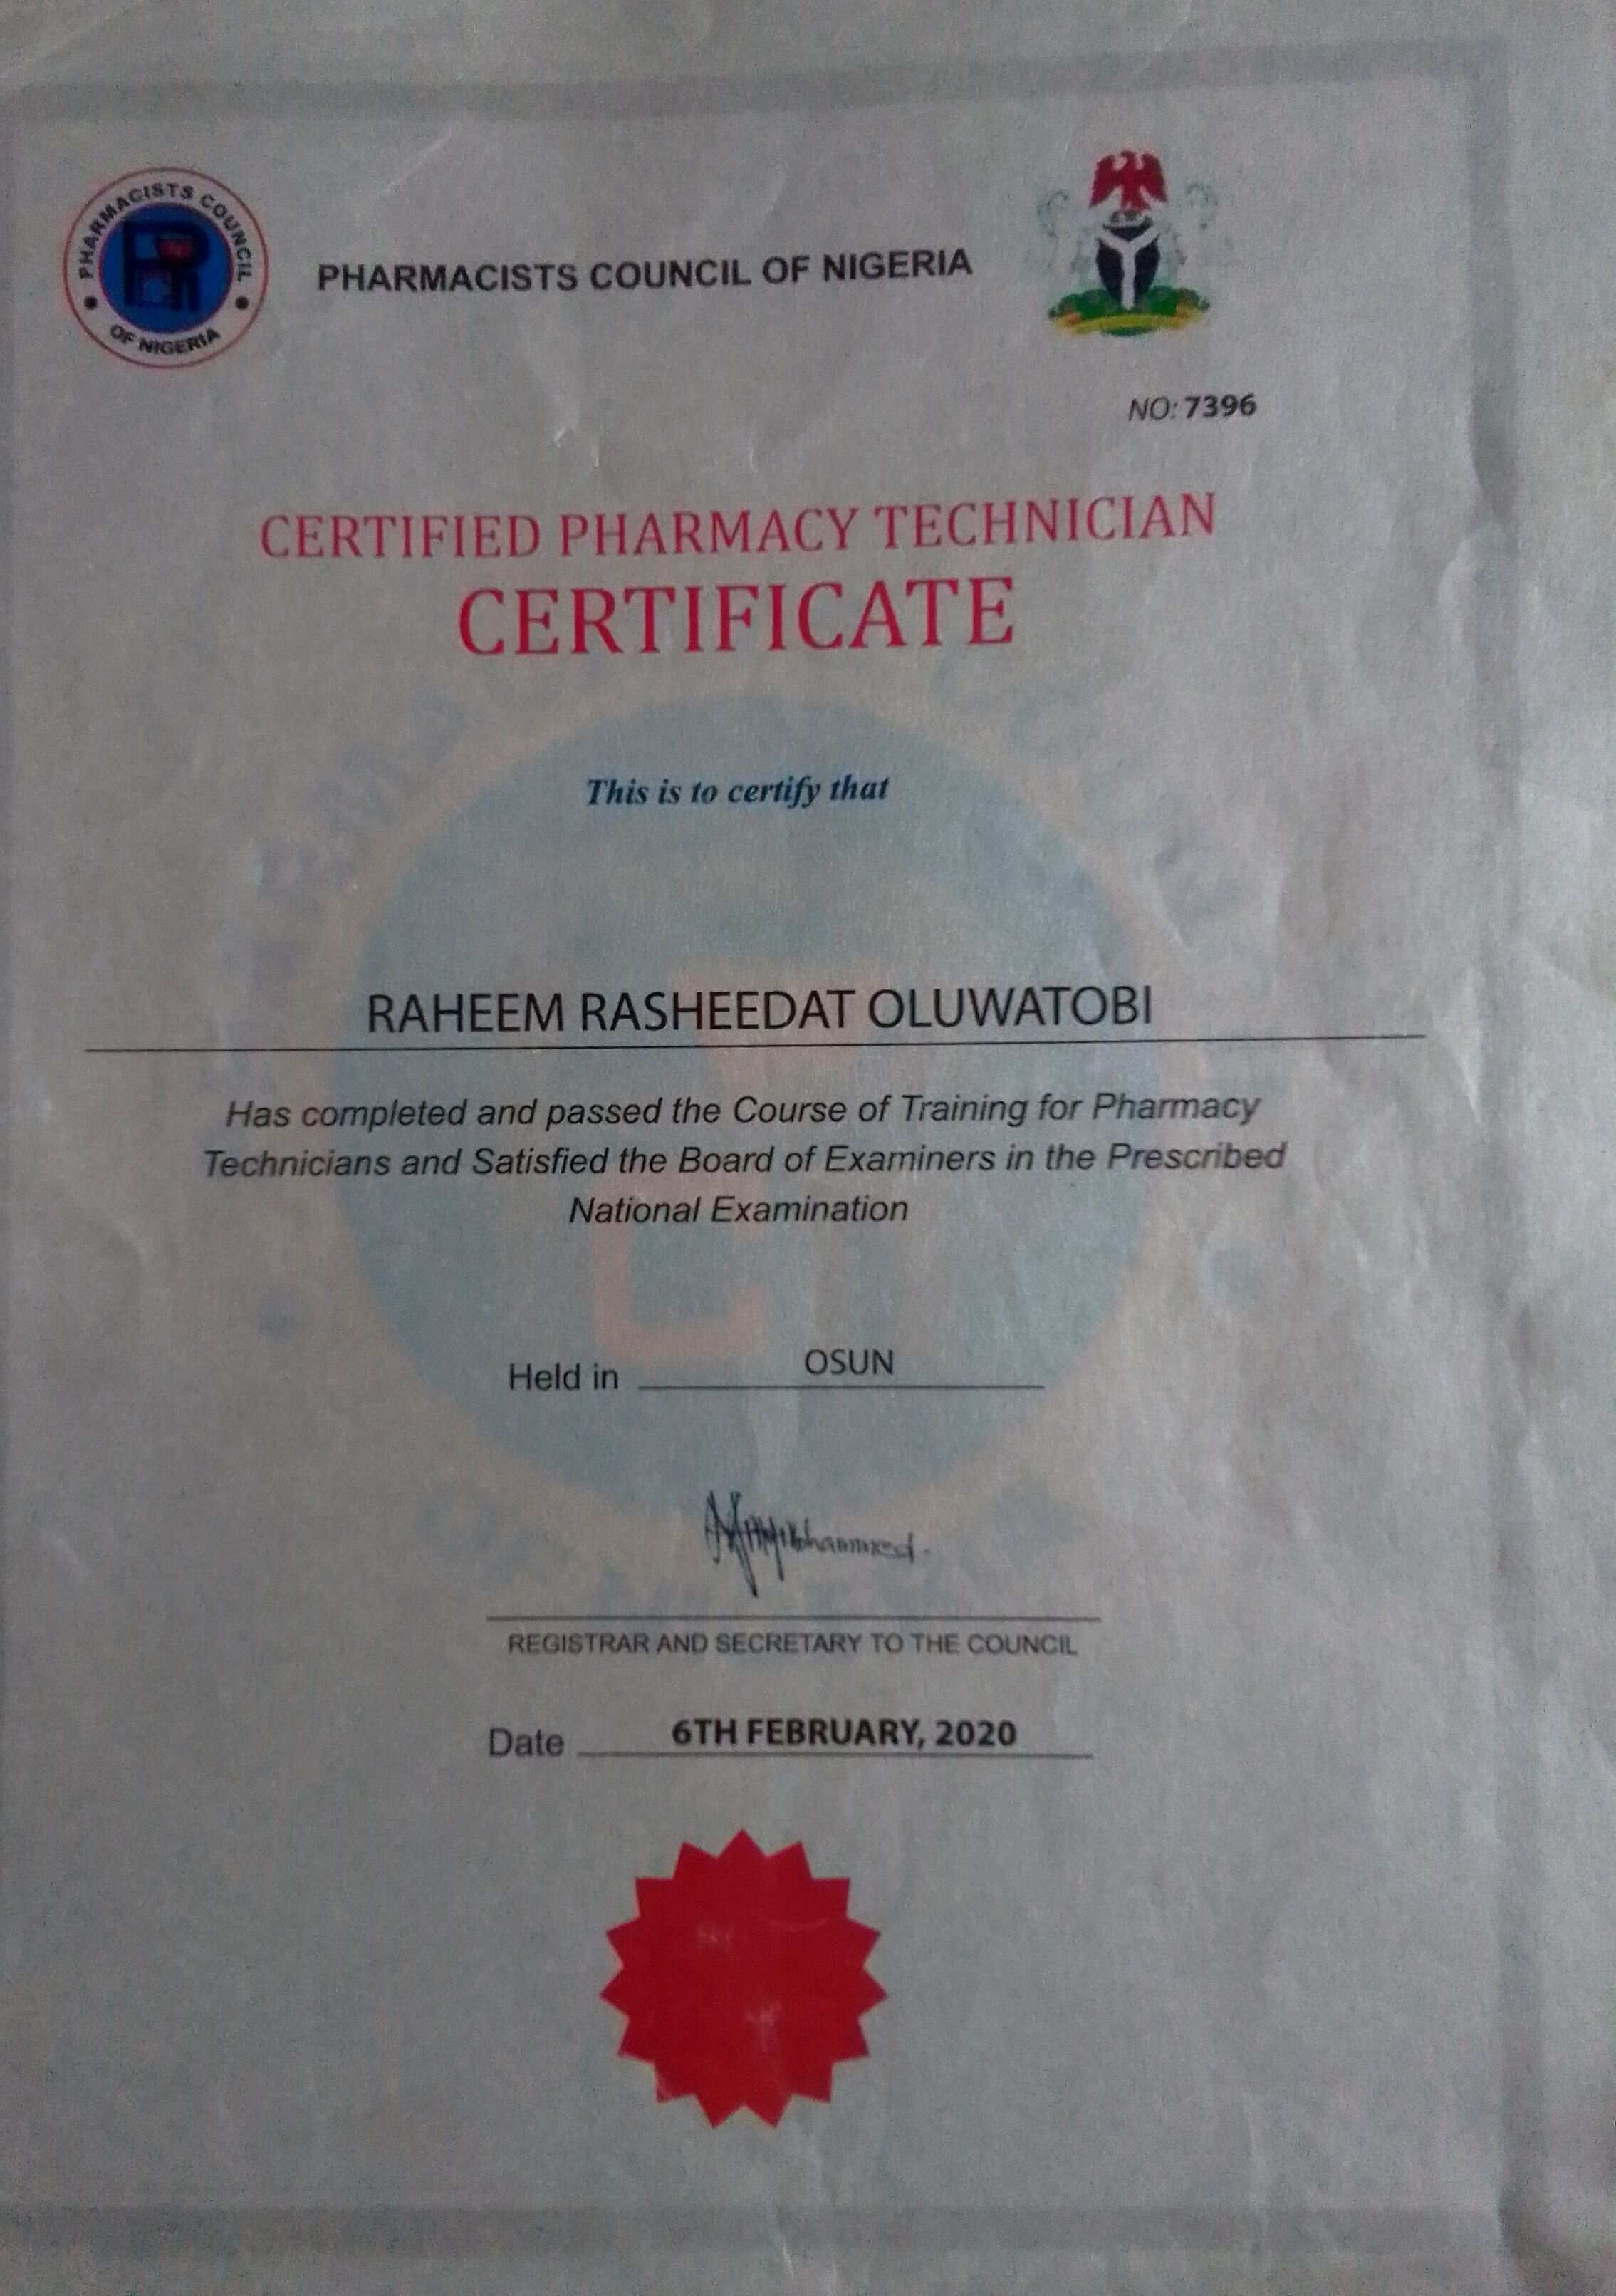 PHARMACISTS COUNCIL
OF NIGERIA
PHARMACISTS COUNCIL OF NIGERIA
NO: 7396
CERTIFIED PHARMACY TECHNICIAN
CERTIFICATE
This is to certify that
RAHEEM RASHEEDAT OLUWATOBI
Has completed and passed the Course of Training for Pharmacy
Technicians and Satisfied the Board of Examiners in the Prescribed
National Examination
Held in OSUN
REGISTRAR AND SECRETARY TO THE COUNCIL
Date 6TH FEBRUARY, 2020